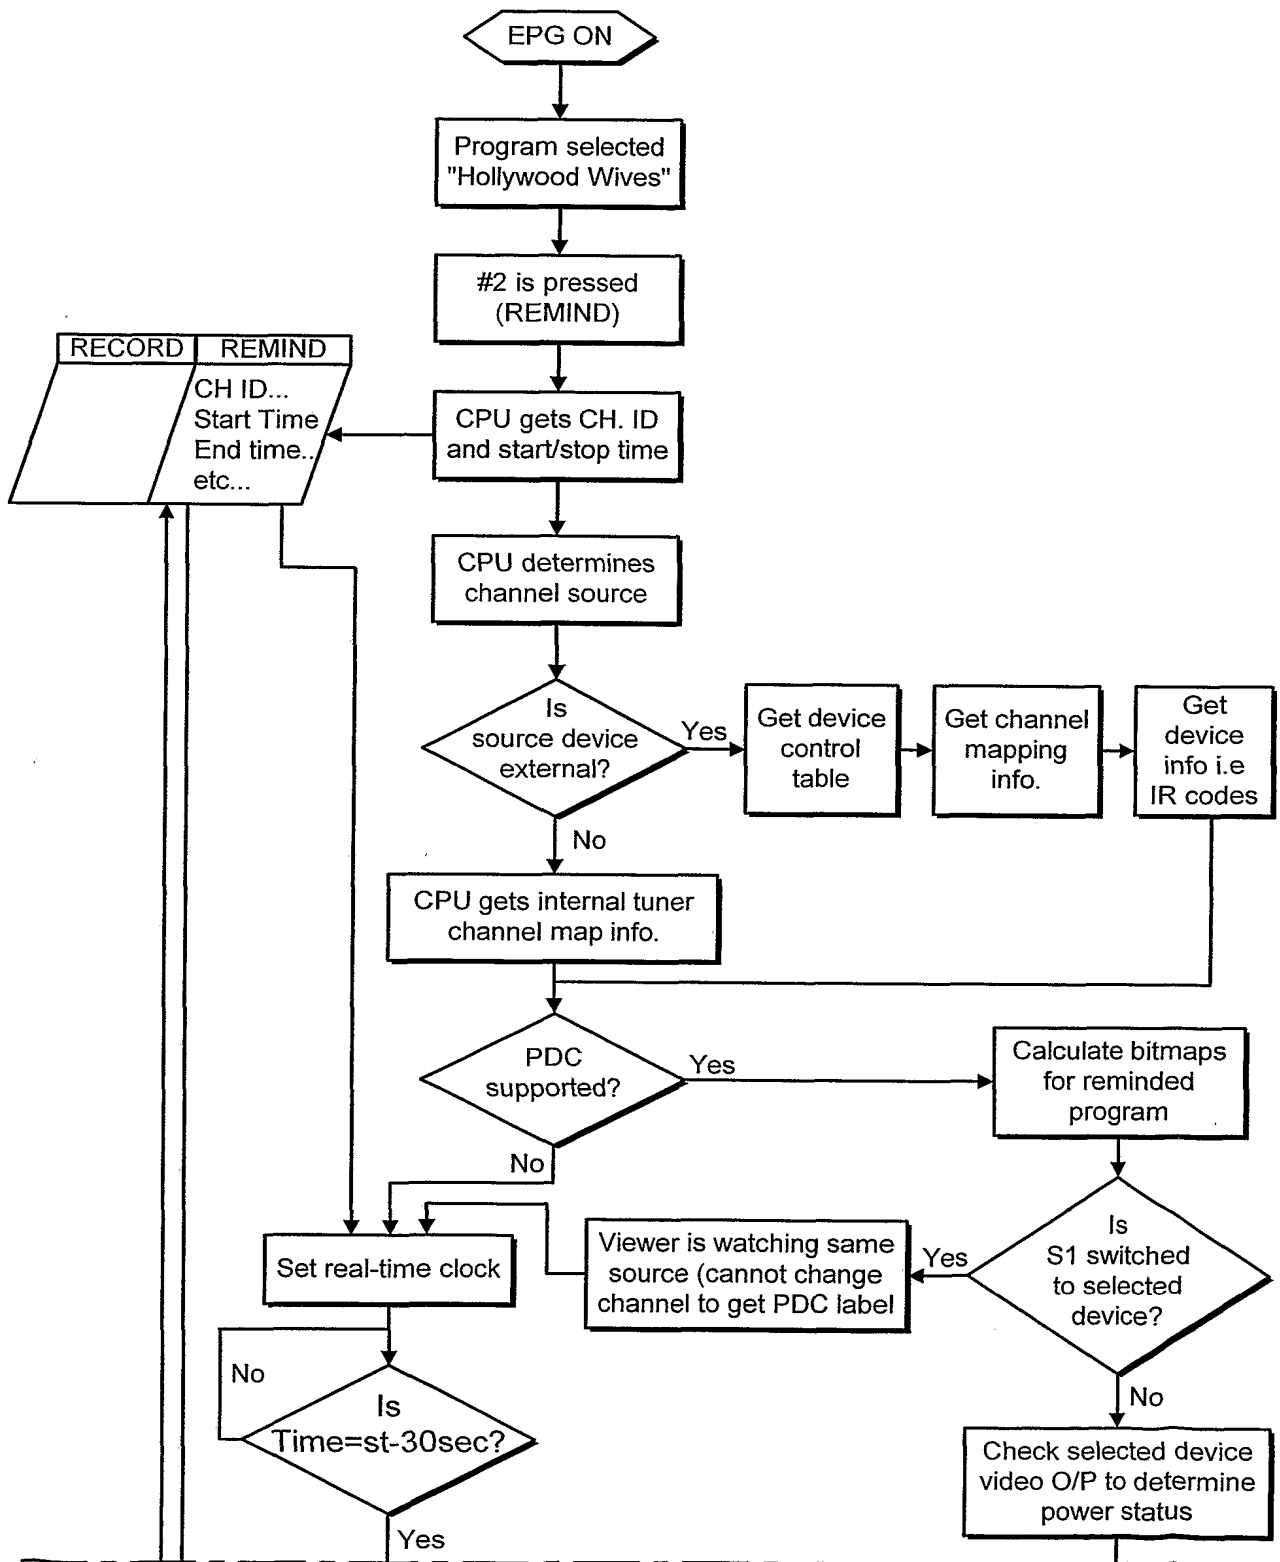 EPG ON
Program selected
"Hollywood Wives"
#2 is pressed
(REMIND)
RECORD
REMIND
CH ID...
Start Time
End time..
etc...
CPU gets CH. ID
and start/stop time
CPU determines
channel source
Is
source device
external?
Yes
Get device
control
table
Get channel
mapping
info.
Get
device
info i.e
IR codes
No
CPU gets internal tuner
channel map info.
PDC
supported?
Yes
Calculate bitmaps
for reminded
program
No
Set real-time clock
Viewer is watching same
source (cannot change
channel to get PDC label
Yes
Is
S1 switched
to selected
device?
No
Is
Time=st-30sec?
No
Check selected device
video O/P to determine
power status
Yes